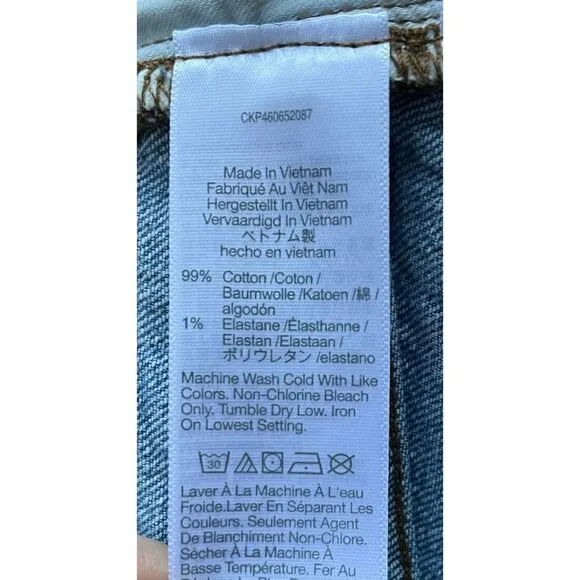 CKP460652087
Made In Vietnam
Fabriqué Au Việt Nam
Hergestellt In Vietnam
Vervaardigd In Vietnam
ベトナム製
hecho en vietnam
99% Cotton /Coton /
Baumwolle /Katoen /綿 /
algodón
1% Elastane /Élasthanne /
Elastan /Elastaan /
ポリウレタン /elastano
Machine Wash Cold With Like
Colors. Non-Chlorine Bleach
Only. Tumble Dry Low. Iron
On Lowest Setting.
30
Laver À La Machine À L'eau
Froide.Laver En Séparant Les
Couleurs. Seulement Agent
De Blanchiment Non-Chlore.
Sécher À La Machine À
Basse Température. Fer Au